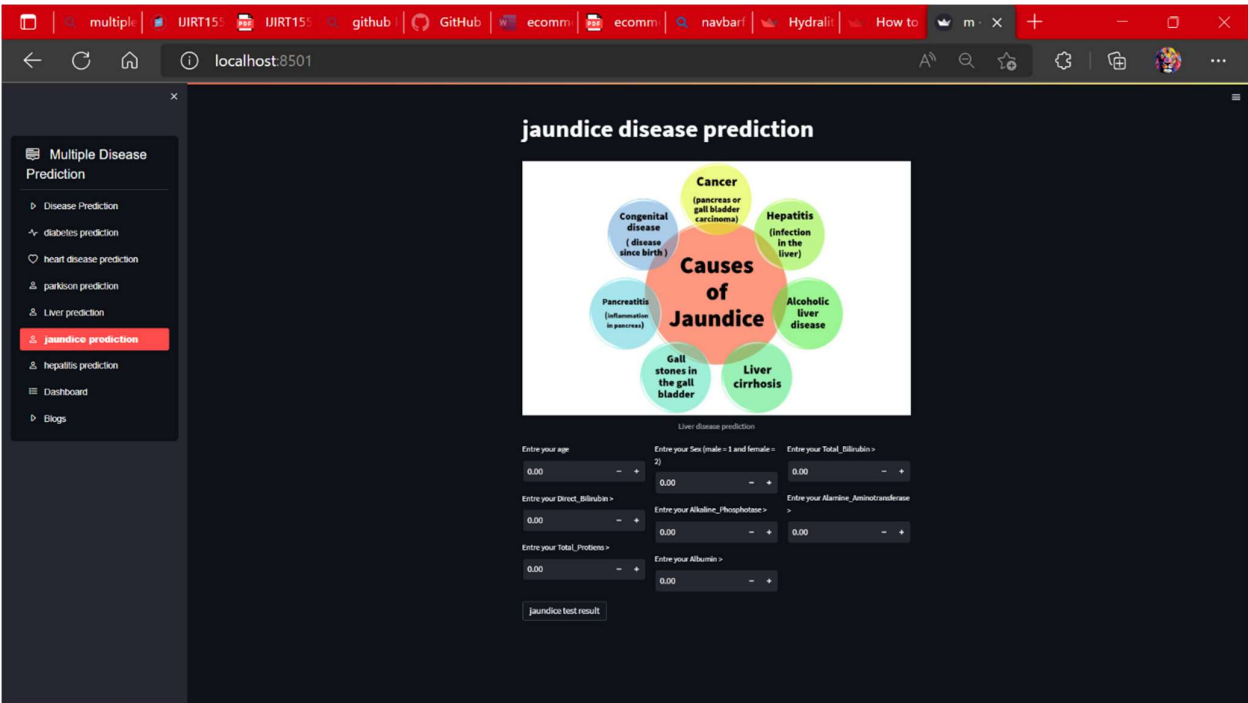 multiple
IJIRT155
IJIRT155
github
GitHub
ecomm
ecomm
navbarf
Hydralit
How to
m ·
localhost:8501
Multiple Disease
Prediction
Disease Prediction
diabetes prediction
heart disease prediction
parkison prediction
Liver prediction
jaundice prediction
hepatitis prediction
Dashboard
Blogs
jaundice disease prediction
Cancer
(pancreas or
gall bladder
carcinoma)
Congenital
disease
( disease
since birth )
Hepatitis
(infection
in the
liver)
Causes
of
Jaundice
Pancreatitis
(inflammation
in pancreas)
Alcoholic
liver
disease
Gall
stones in
the gall
bladder
Liver
cirrhosis
Liver disease prediction
Entre your age
0.00
Entre your Sex (male = 1 and female =
2)
0.00
Entre your Total_Bilirubin >
0.00
Entre your Direct_Bilirubin >
0.00
Entre your Alkaline_Phosphotase >
0.00
Entre your Alamine_Aminotransferase
>
0.00
Entre your Total_Protiens >
0.00
Entre your Albumin >
0.00
jaundice test result